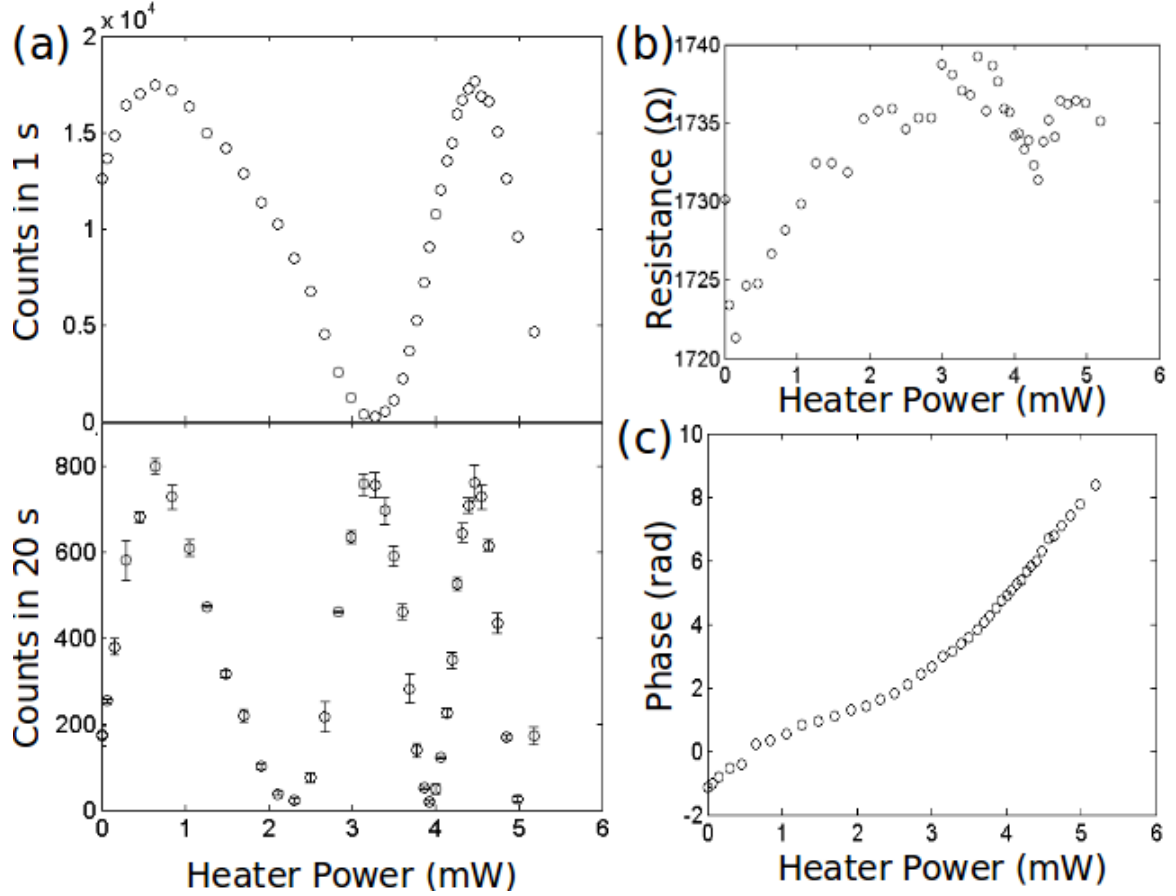 (a)
x 10⁴
2
1.5
1
0.5
0
Counts in 1 s
800
600
400
200
0
Counts in 20 s
0 1 2 3 4 5 6
Heater Power (mW)
(b)
1740
1735
1730
1725
1720
Resistance (Ω)
0 1 2 3 4 5 6
Heater Power (mW)
(c)
10
8
6
4
2
0
-2
Phase (rad)
0 1 2 3 4 5 6
Heater Power (mW)